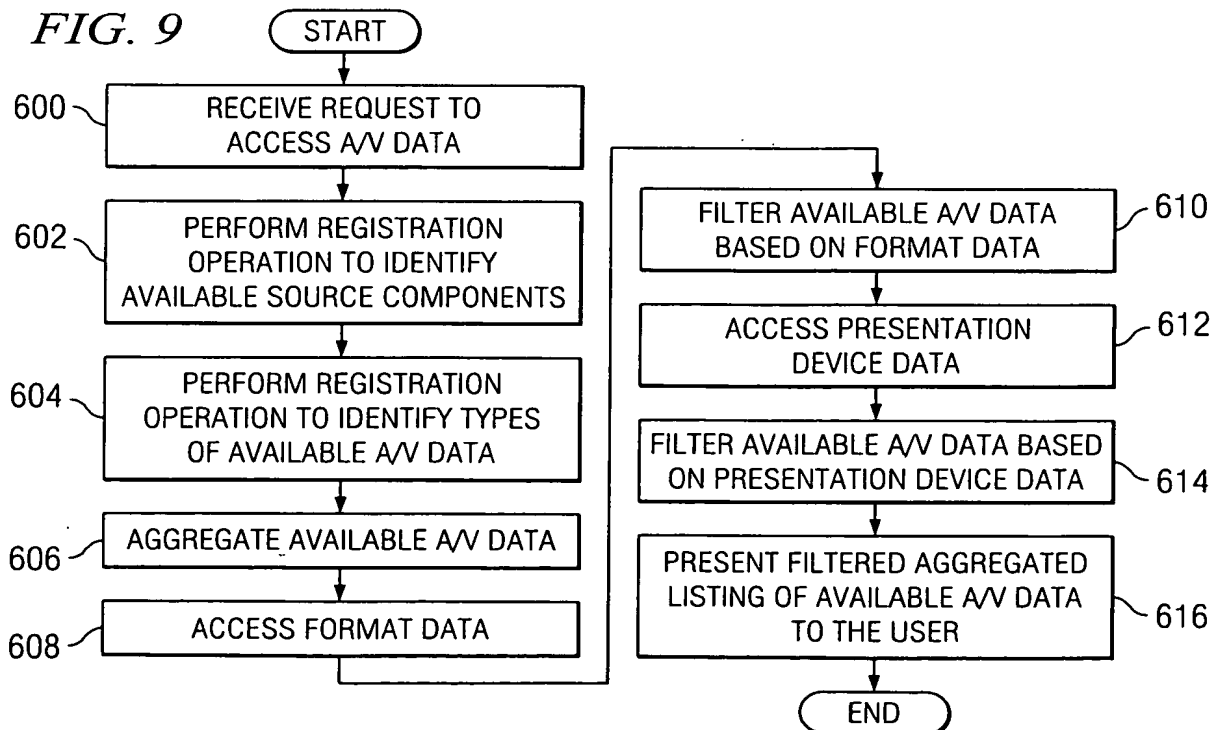 FIG. 9
START
600
RECEIVE REQUEST TO
ACCESS A/V DATA
602
PERFORM REGISTRATION
OPERATION TO IDENTIFY
AVAILABLE SOURCE COMPONENTS
604
PERFORM REGISTRATION
OPERATION TO IDENTIFY TYPES
OF AVAILABLE A/V DATA
606
AGGREGATE AVAILABLE A/V DATA
608
ACCESS FORMAT DATA
FILTER AVAILABLE A/V DATA
BASED ON FORMAT DATA
610
ACCESS PRESENTATION
DEVICE DATA
612
FILTER AVAILABLE A/V DATA BASED
ON PRESENTATION DEVICE DATA
614
PRESENT FILTERED AGGREGATED
LISTING OF AVAILABLE A/V DATA
TO THE USER
616
END